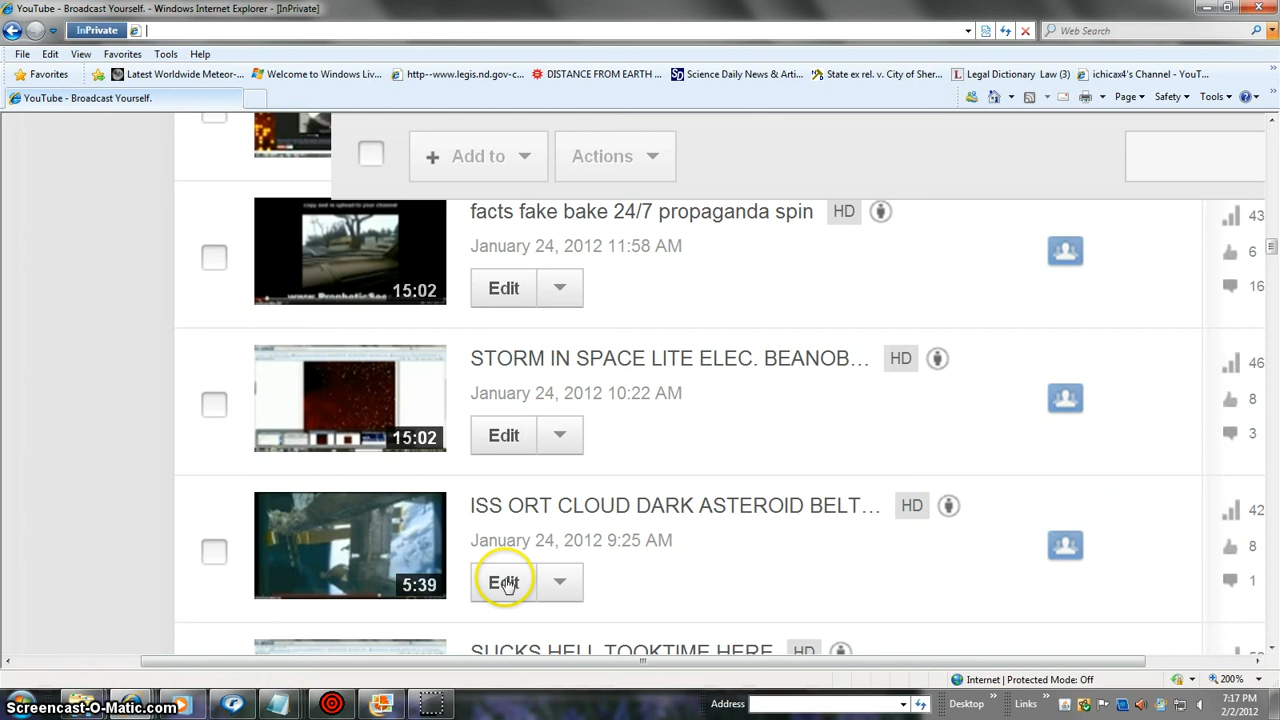 YouTube - Broadcast Yourself. - Windows Internet Explorer - [InPrivate]
InPrivate
Web Search
File Edit View Favorites Tools Help
Favorites Latest Worldwide Meteor-... Welcome to Windows Liv... http--www.legis.nd.gov-c... DISTANCE FROM EARTH ... Science Daily News & Arti... State ex rel. v. City of Sher... Legal Dictionary Law (3) ichicax4's Channel - YouT...
YouTube - Broadcast Yourself.
Page Safety Tools
+ Add to
Actions
facts fake bake 24/7 propaganda spin HD
43
copy and re upload to your channel
January 24, 2012 11:58 AM
6
15:02
Edit
16
STORM IN SPACE LITE ELEC. BEANOB... HD
46
January 24, 2012 10:22 AM
8
15:02
Edit
3
ISS ORT CLOUD DARK ASTEROID BELT... HD
42
January 24, 2012 9:25 AM
8
5:39
Edit
1
SUCKS HELL TOOKTIME HERE HD
Internet | Protected Mode: Off
200%
Address
Desktop
Links
7:17 PM
2/2/2012
Screencast-O-Matic.com